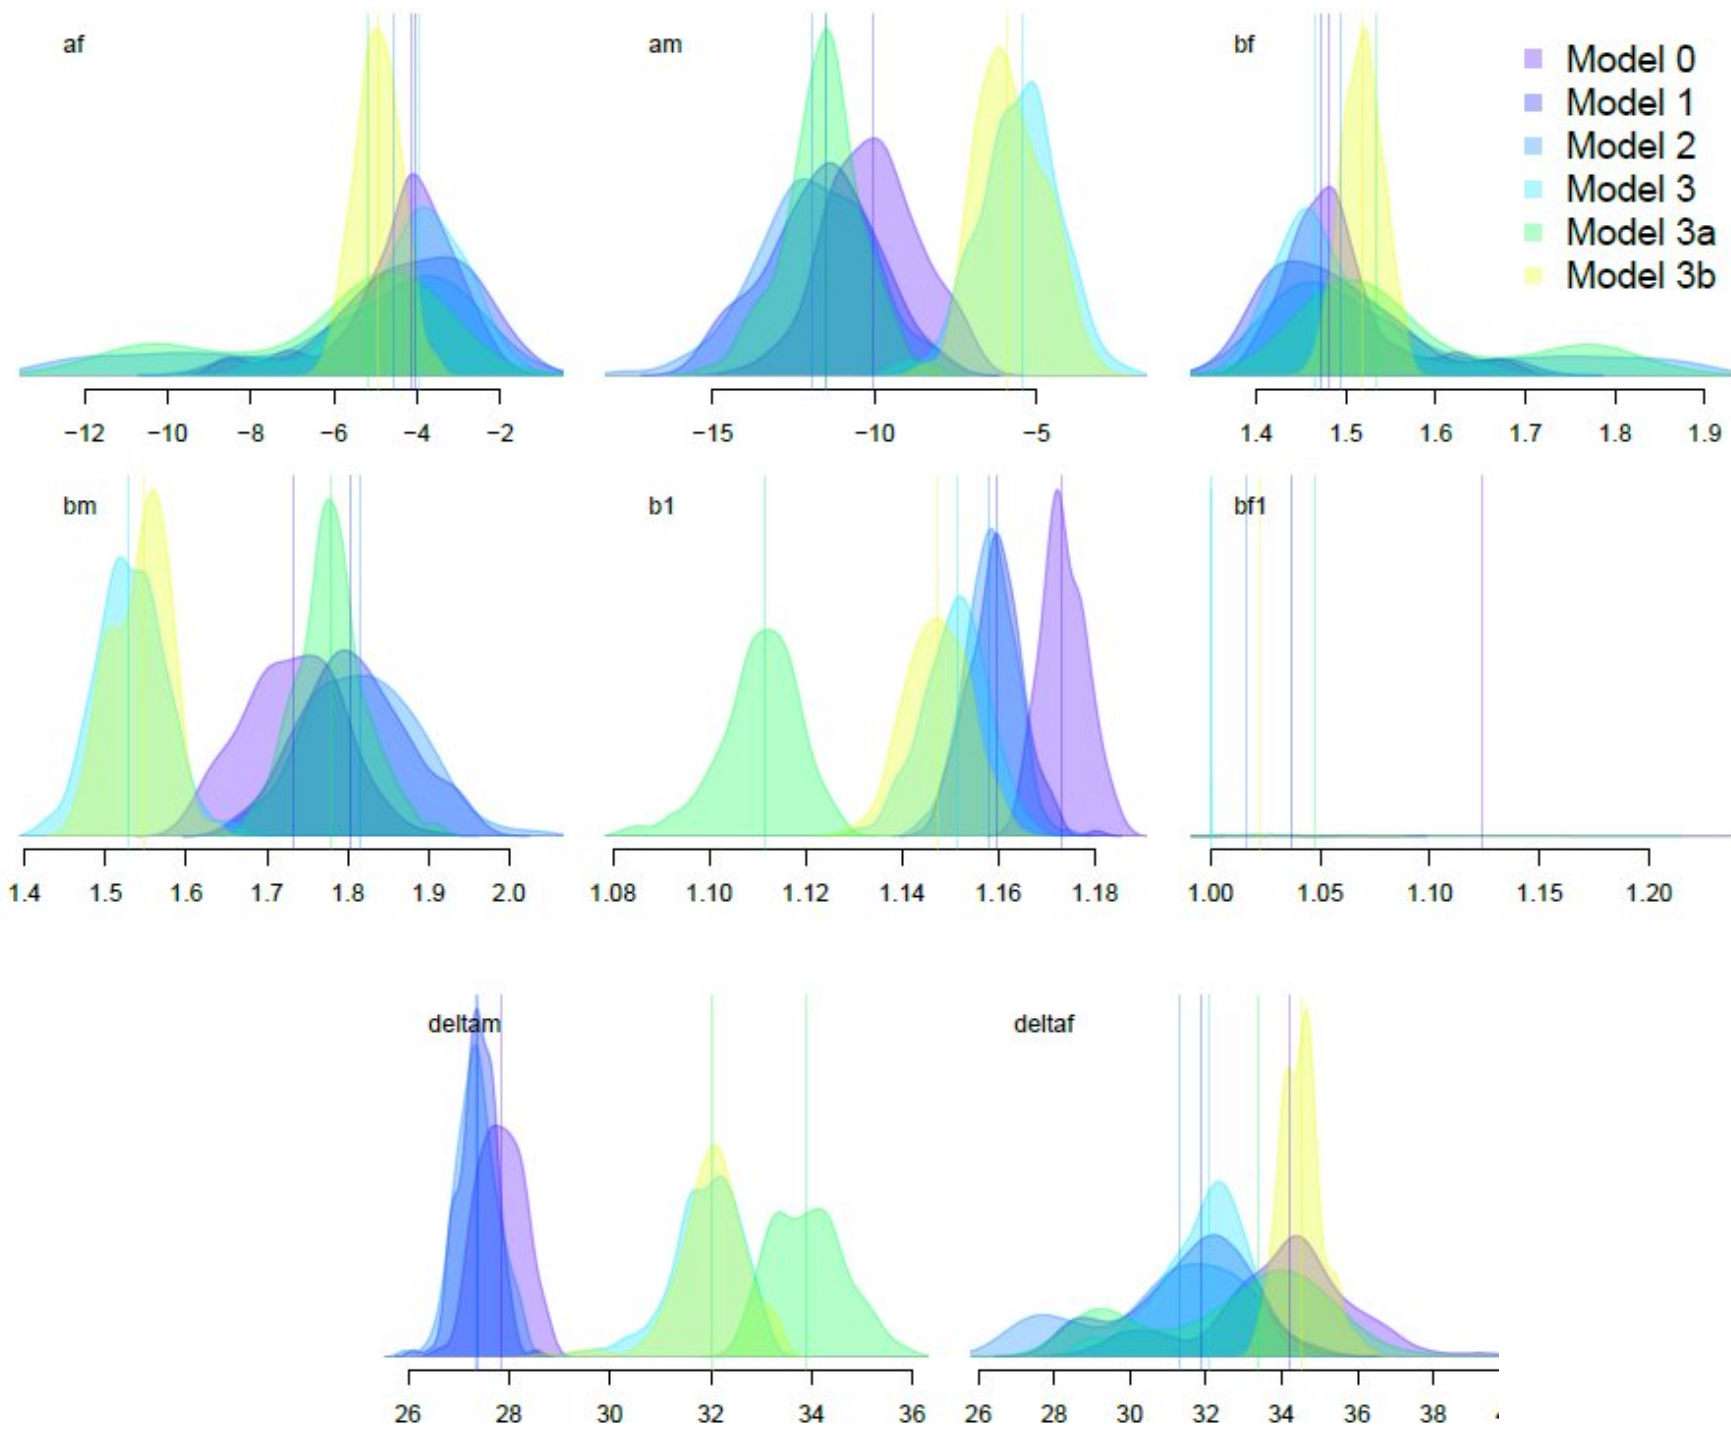 af
am
bf
Model 0
Model 1
Model 2
Model 3
Model 3a
Model 3b
−12 −10 −8 −6 −4 −2
−15 −10 −5
1.4 1.5 1.6 1.7 1.8 1.9
bm
b1
bf1
1.4 1.5 1.6 1.7 1.8 1.9 2.0
1.08 1.10 1.12 1.14 1.16 1.18
1.00 1.05 1.10 1.15 1.20
deltam
deltaf
26 28 30 32 34 36
26 28 30 32 34 36 38